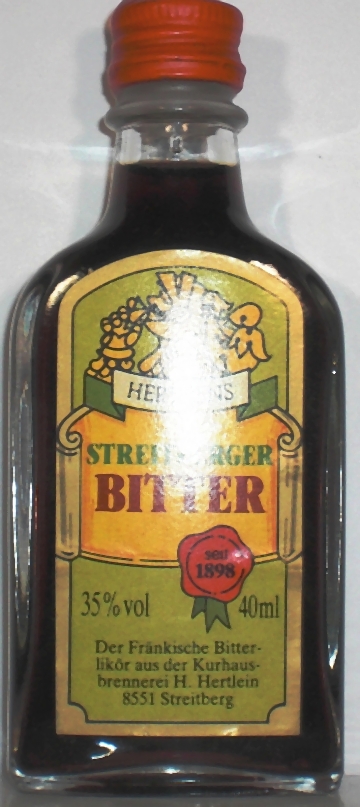 BITTER
seit
1898
35% vol 40ml
Der Fränkische Bitter-
likör aus der Kurhaus-
brennerei H. Hertlein
8551 Streitberg